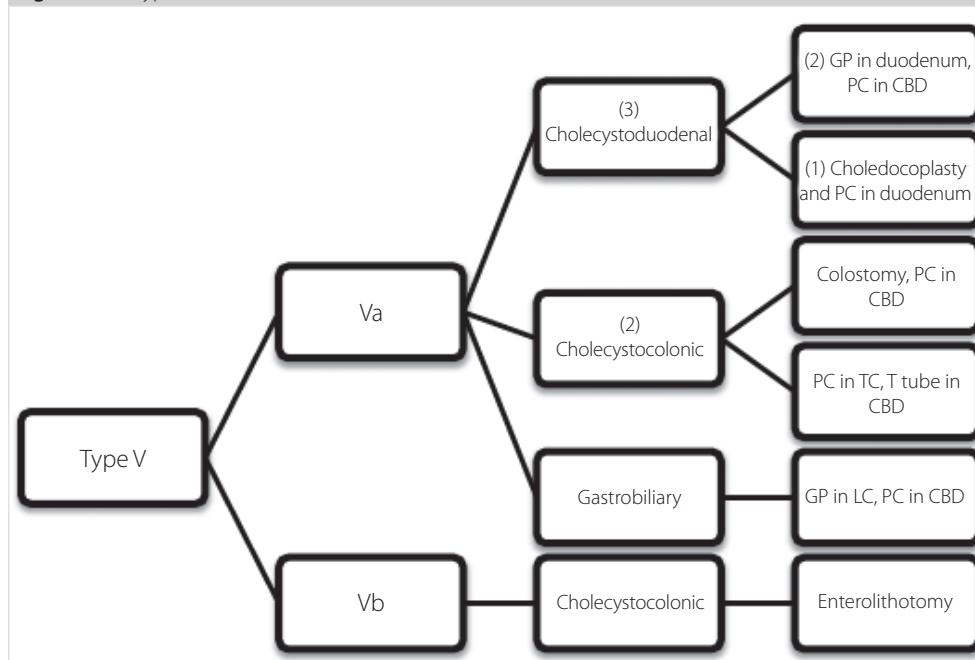 (2) GP in duodenum,
PC in CBD
(3)
Cholecystoduodenal
(1) Choledocoplasty
and PC in duodenum
Va
Colostomy, PC in
CBD
(2)
Cholecystocolonic
PC in TC, T tube in
CBD
Type V
Gastrobiliary
GP in LC, PC in CBD
Vb
Cholecystocolonic
Enterolithotomy